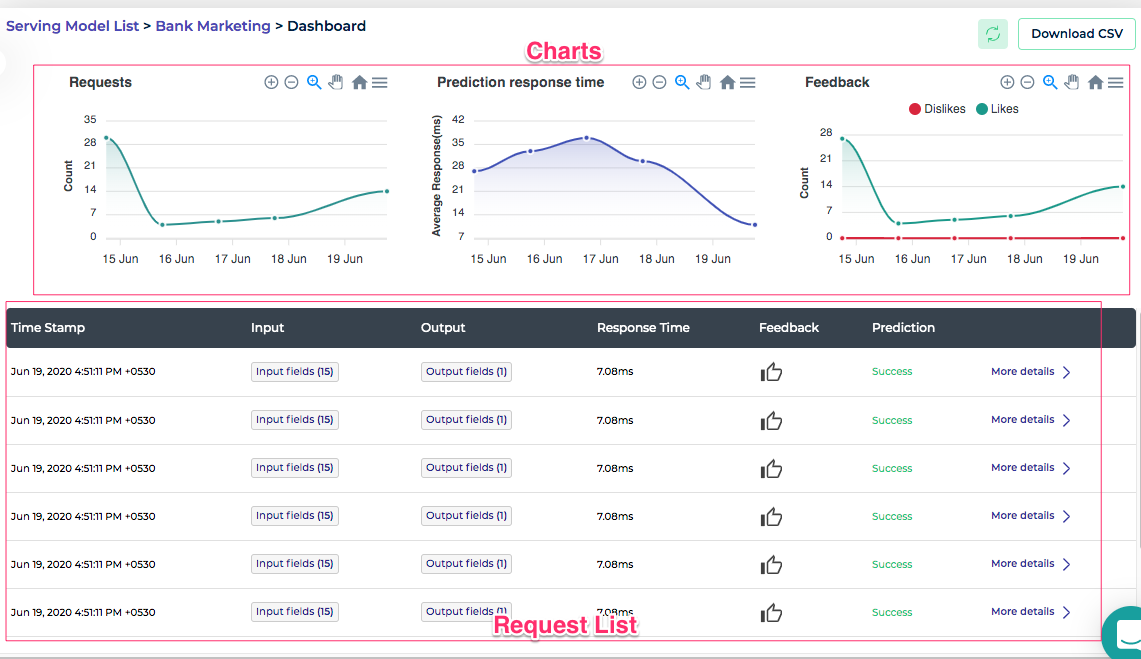 Serving Model List > Bank Marketing > Dashboard
Download CSV
Charts
Requests
Prediction response time
Feedback
Dislikes Likes
Count
35
28
21
14
7
0
15 Jun 16 Jun 17 Jun 18 Jun 19 Jun
Average Response(ms)
42
35
28
21
14
7
15 Jun 16 Jun 17 Jun 18 Jun 19 Jun
Count
28
21
14
7
0
15 Jun 16 Jun 17 Jun 18 Jun 19 Jun
Time Stamp Input Output Response Time Feedback Prediction
Jun 19, 2020 4:51:11 PM +0530 Input fields (15) Output fields (1) 7.08ms Success More details
Jun 19, 2020 4:51:11 PM +0530 Input fields (15) Output fields (1) 7.08ms Success More details
Jun 19, 2020 4:51:11 PM +0530 Input fields (15) Output fields (1) 7.08ms Success More details
Jun 19, 2020 4:51:11 PM +0530 Input fields (15) Output fields (1) 7.08ms Success More details
Jun 19, 2020 4:51:11 PM +0530 Input fields (15) Output fields (1) 7.08ms Success More details
Jun 19, 2020 4:51:11 PM +0530 Input fields (15) Output fields (1) 7.08ms Success More details
Request List